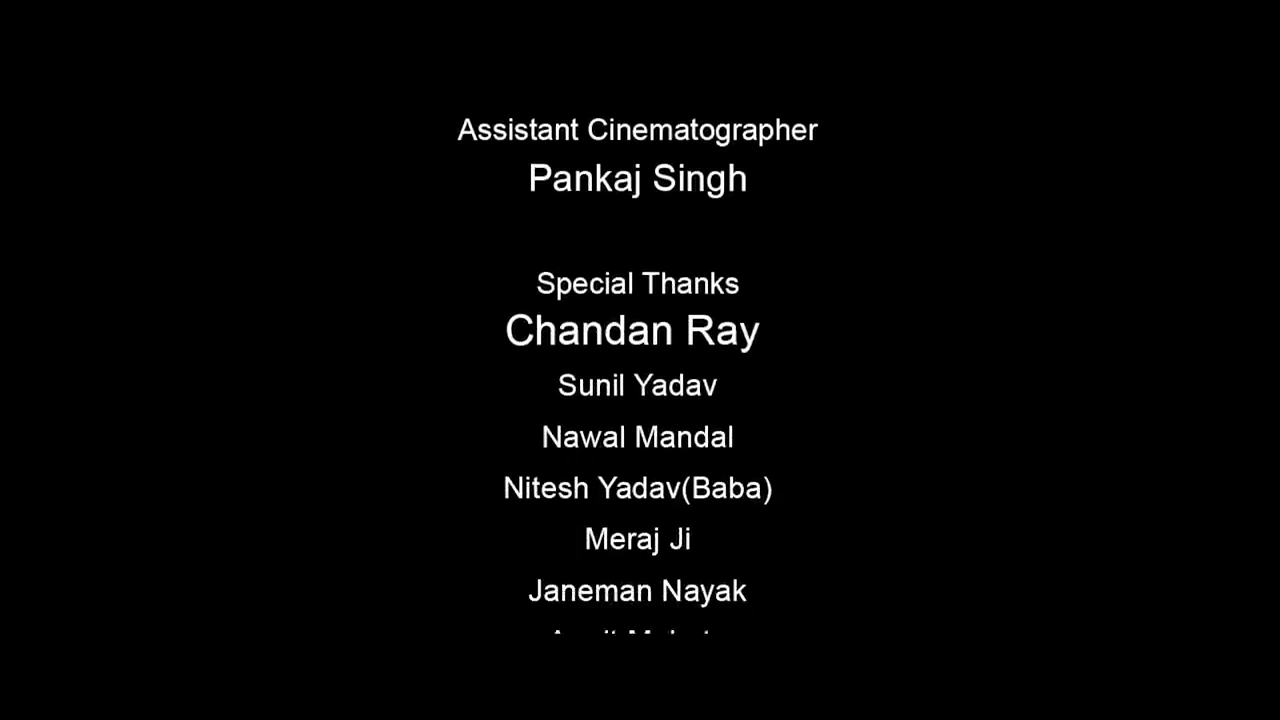 Assistant Cinematographer
Pankaj Singh
Special Thanks
Chandan Ray
Sunil Yadav
Nawal Mandal
Nitesh Yadav(Baba)
Meraj Ji
Janeman Nayak